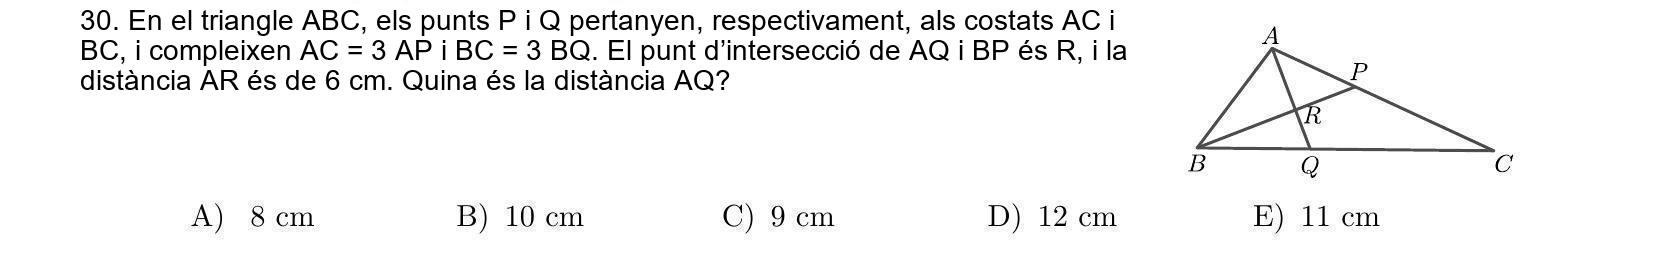 30. En el triangle ABC, els punts P i Q pertanyen, respectivament, als costats AC i
BC, i compleixen AC = 3 AP i BC = 3 BQ. El punt d'intersecció de AQ i BP és R, i la
distància AR és de 6 cm. Quina és la distància AQ?
A
P
R
B
Q
C
A) 8 cm B) 10 cm C) 9 cm D) 12 cm E) 11 cm